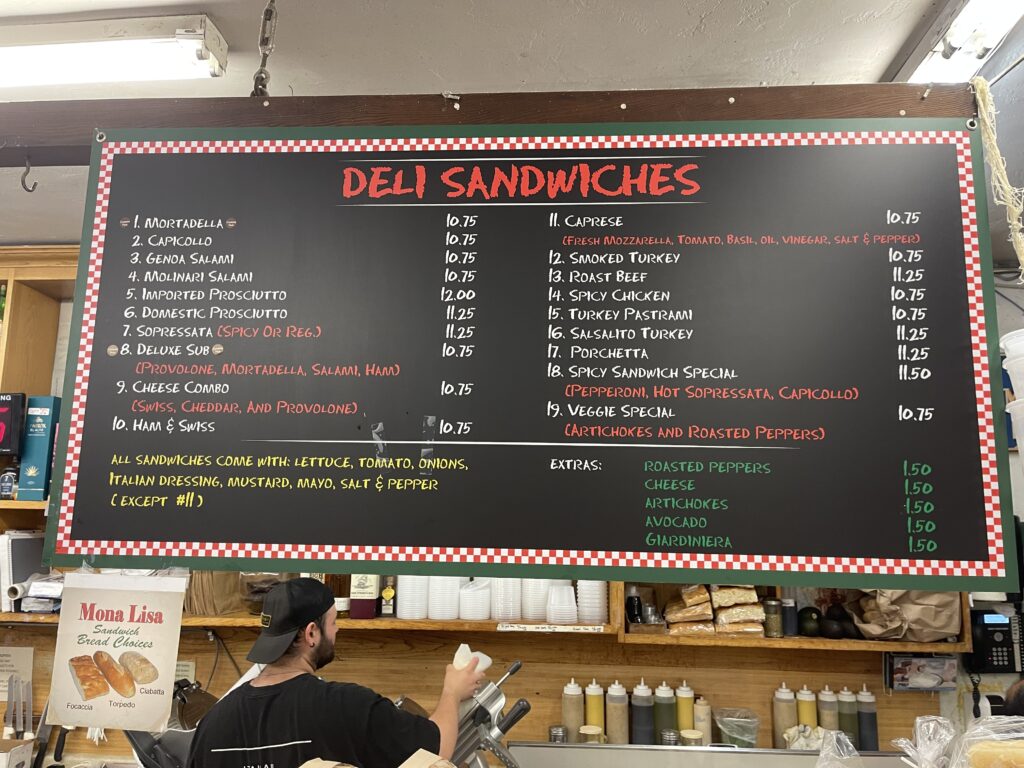 DELI SANDWICHES
1. MORTADELLA 10.75
2. CAPICOLLO 10.75
3. GENOA SALAMI 10.75
4. MOLINARI SALAMI 10.75
5. IMPORTED PROSCIUTTO 12.00
6. DOMESTIC PROSCIUTTO 11.25
7. SOPRESSATA (SPICY OR REG.) 11.25
8. DELUXE SUB 10.75
(PROVOLONE, MORTADELLA, SALAMI, HAM)
9. CHEESE COMBO 10.75
(SWISS, CHEDDAR, AND PROVOLONE)
10. HAM & SWISS 10.75
11. CAPRESE 10.75
(FRESH MOZZARELLA, TOMATO, BASIL, OIL, VINEGAR, SALT & PEPPER)
12. SMOKED TURKEY 10.75
13. ROAST BEEF 11.25
14. SPICY CHICKEN 10.75
15. TURKEY PASTRAMI 10.75
16. SALSALITO TURKEY 11.25
17. PORCHETTA 11.25
18. SPICY SANDWICH SPECIAL 11.50
(PEPPERONI, HOT SOPRESSATA, CAPICOLLO)
19. VEGGIE SPECIAL 10.75
(ARTICHOKES AND ROASTED PEPPERS)
ALL SANDWICHES COME WITH: LETTUCE, TOMATO, ONIONS,
ITALIAN DRESSING, MUSTARD, MAYO, SALT & PEPPER
( EXCEPT #11 )
EXTRAS: ROASTED PEPPERS 1.50
CHEESE 1.50
ARTICHOKES 1.50
AVOCADO 1.50
GIARDINIERA 1.50
Mona Lisa
Sandwich
Bread Choices
Ciabatta
Focaccia Torpedo